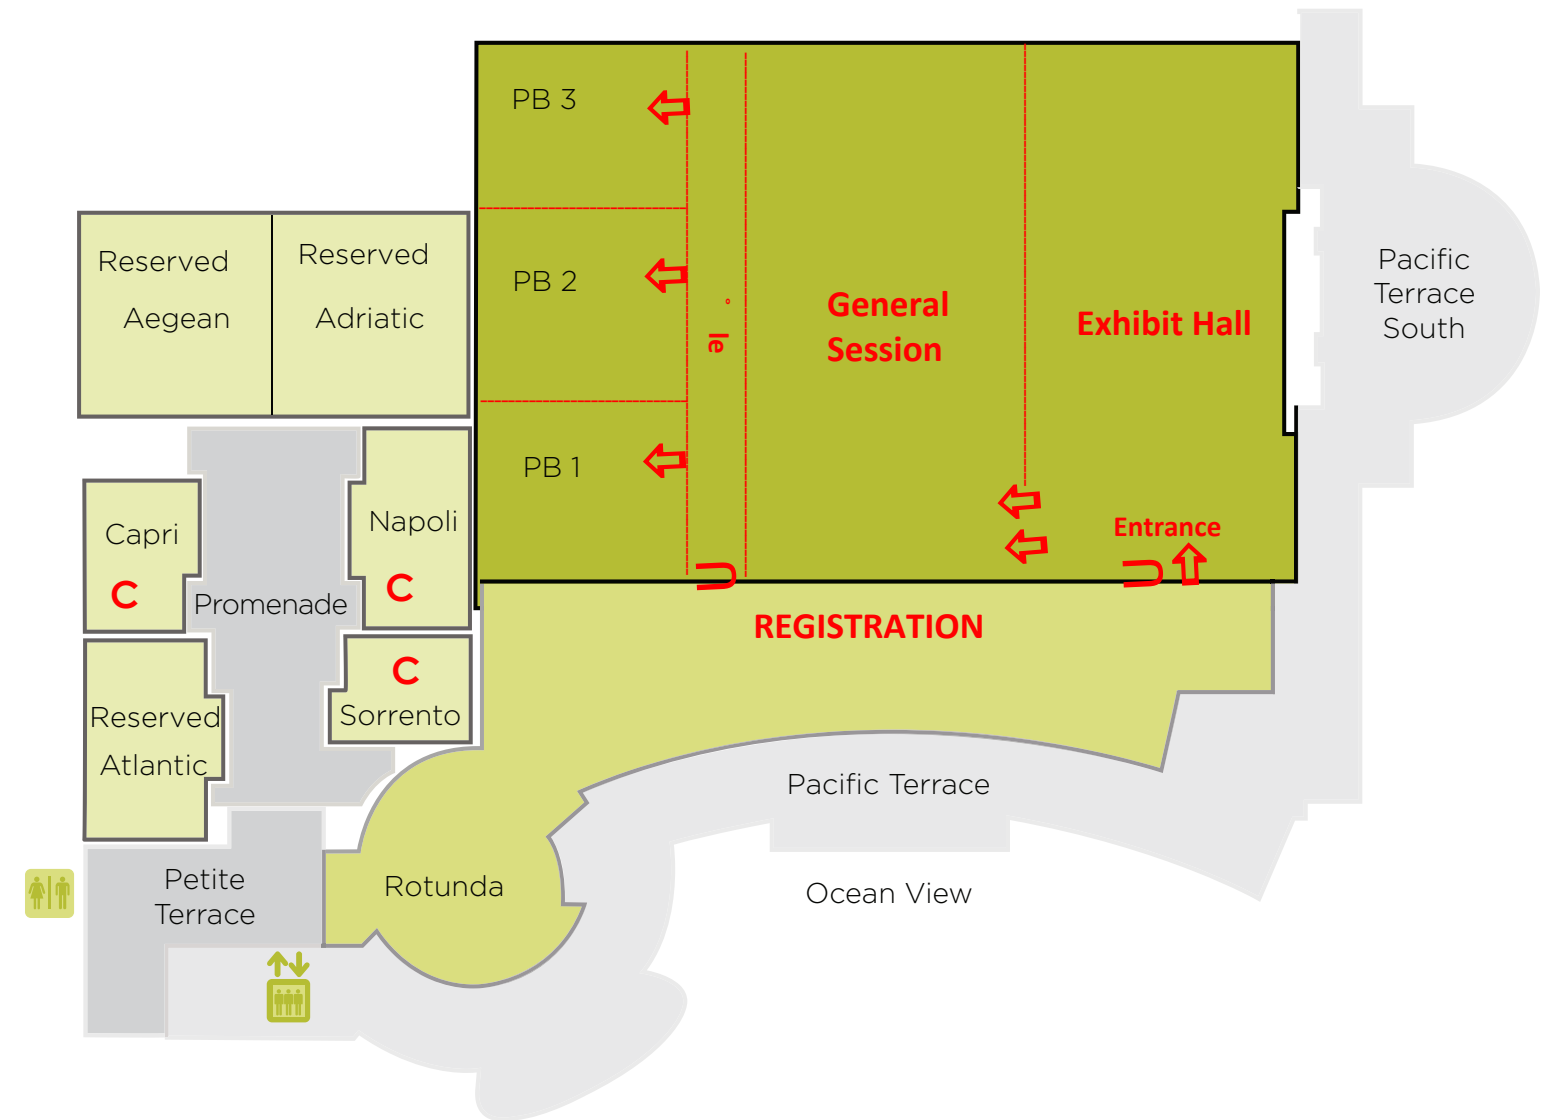 PB 3
Reserved
Aegean
Reserved
Adriatic
PB 2
le
General
Session
Exhibit Hall
Pacific
Terrace
South
PB 1
Capri
C
Napoli
C
Entrance
Promenade
REGISTRATION
C
Sorrento
Reserved
Atlantic
Pacific Terrace
Petite
Terrace
Rotunda
Ocean View